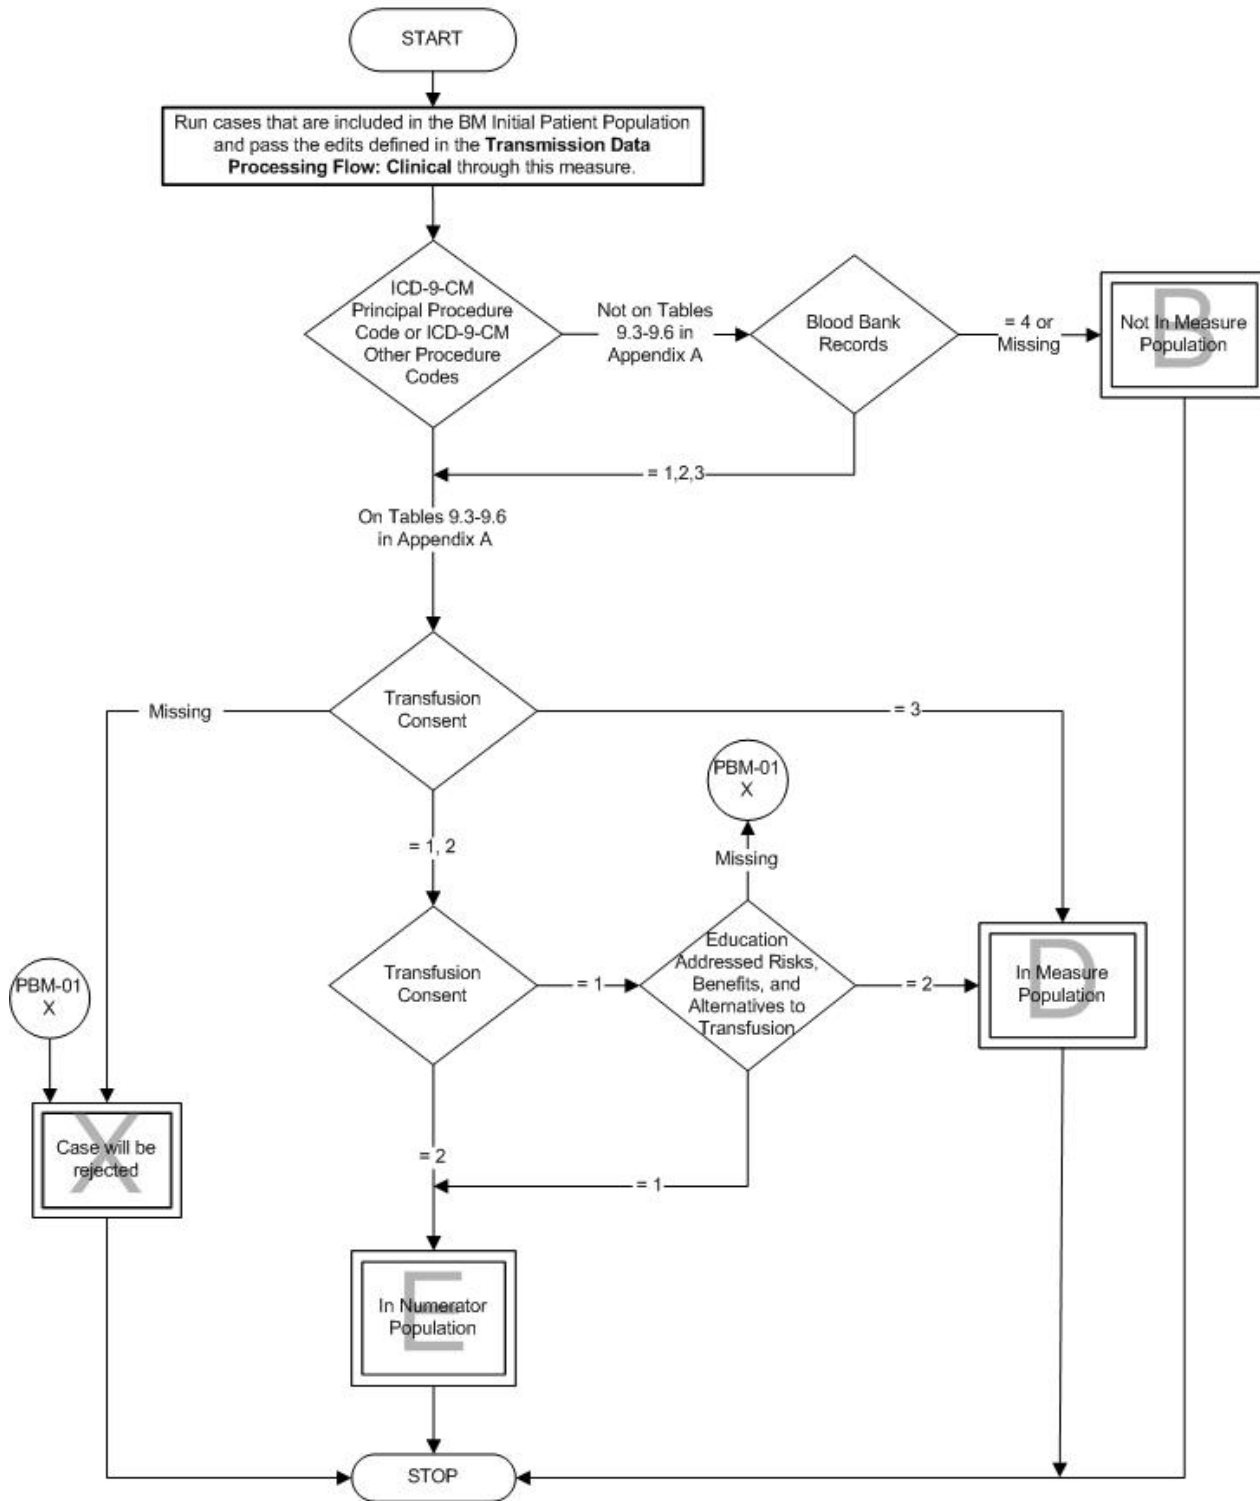 START
Run cases that are included in the BM Initial Patient Population
and pass the edits defined in the Transmission Data
Processing Flow: Clinical through this measure.
ICD-9-CM
Principal Procedure
Code or ICD-9-CM
Other Procedure
Codes
Not on Tables
9.3-9.6 in
Appendix A
Blood Bank
Records
= 4 or
Missing
B
Not In Measure
Population
= 1,2,3
On Tables 9.3-9.6
in Appendix A
Transfusion
Consent
Missing
= 3
PBM-01
X
Missing
= 1, 2
Transfusion
Consent
= 1
Education
Addressed Risks,
Benefits, and
Alternatives to
Transfusion
= 2
D
In Measure
Population
PBM-01
X
X
Case will be
rejected
= 2
= 1
E
In Numerator
Population
STOP